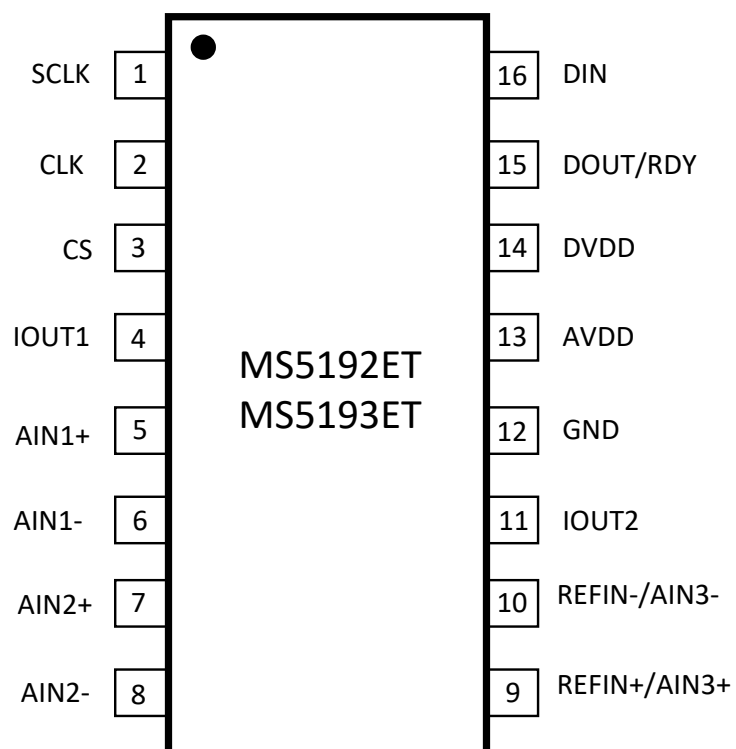 SCLK 1 16 DIN
CLK 2 15 DOUT/RDY
CS 3 14 DVDD
IOUT1 4 13 AVDD
MS5192ET
MS5193ET
AIN1+ 5 12 GND
AIN1- 6 11 IOUT2
AIN2+ 7 10 REFIN-/AIN3-
AIN2- 8 9 REFIN+/AIN3+